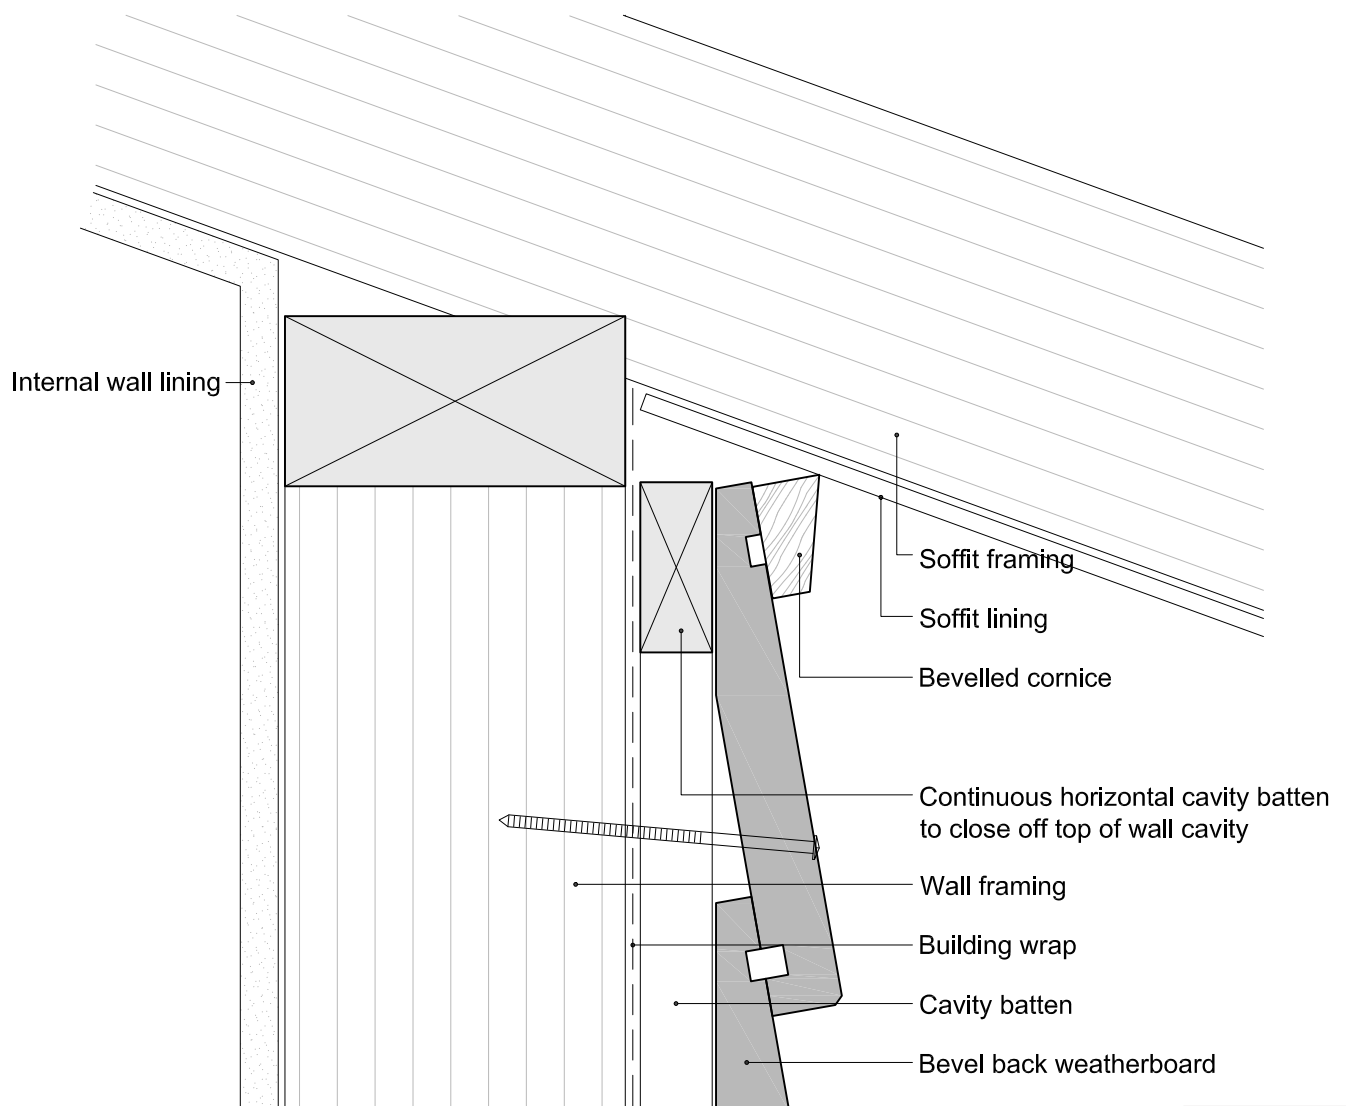 Internal wall lining
Soffit framing
Soffit lining
Bevelled cornice
Continuous horizontal cavity batten
to close off top of wall cavity
Wall framing
Building wrap
Cavity batten
Bevel back weatherboard